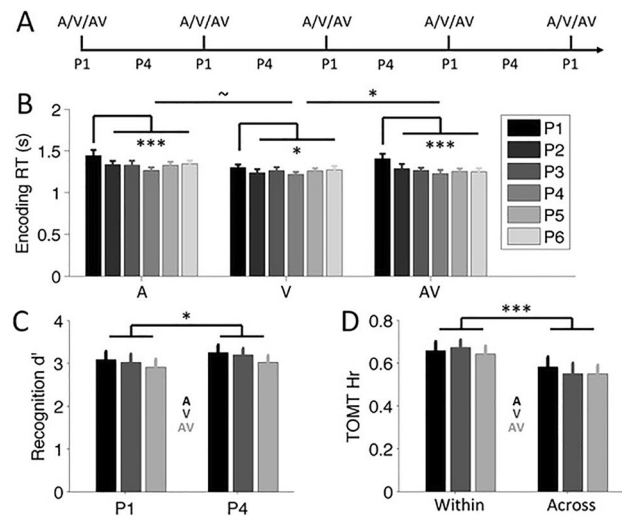 A
A/V/AV A/V/AV A/V/AV A/V/AV A/V/AV
P1 P4 P1 P4 P1 P4 P1 P4 P1
B
Encoding RT (s)
2
1.5
1
0.5
0
~ *
*** * ***
A V AV
P1
P2
P3
P4
P5
P6
C
Recognition d'
4
3
2
1
0
*
A
V
AV
P1 P4
D
TOMT Hr
0.8
0.6
0.4
0.2
0
***
A
V
AV
Within Across